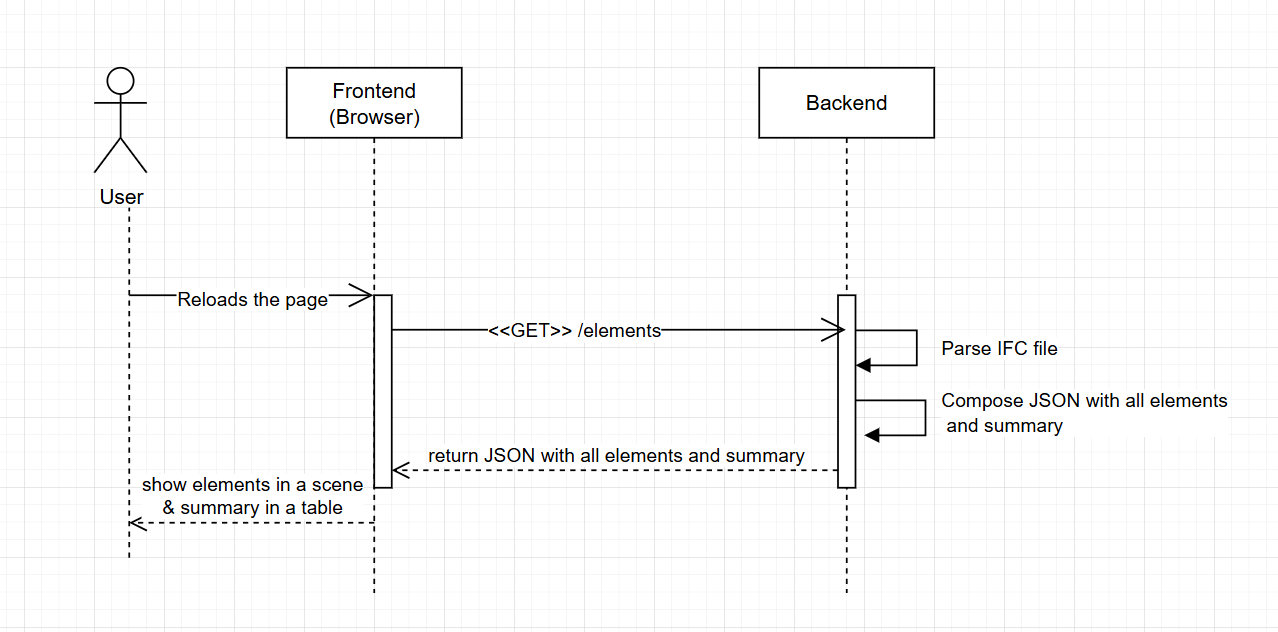 Frontend
(Browser)
Backend
User
Reloads the page
<<GET>> /elements
Parse IFC file
Compose JSON with all elements
and summary
return JSON with all elements and summary
show elements in a scene
& summary in a table